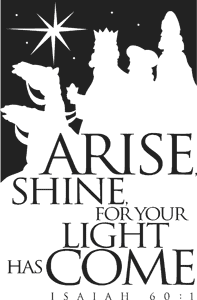 ARISE,
SHINE,
FOR YOUR
LIGHT
HAS COME
ISAIAH 60:1